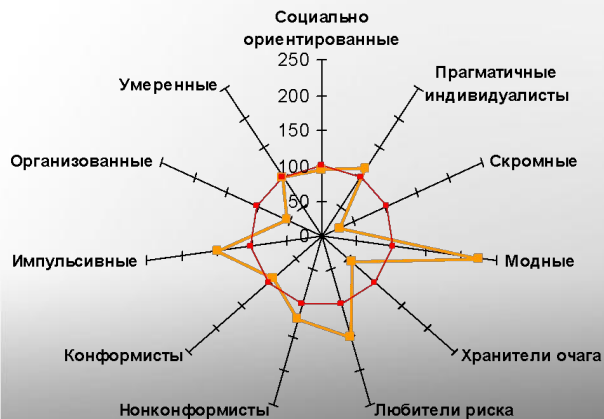 Социально
ориентированные
250
200
150
100
50
0
Прагматичные
индивидуалисты
Скромные
Модные
Хранители очага
Любители риска
Нонконформисты
Конформисты
Импульсивные
Организованные
Умеренные